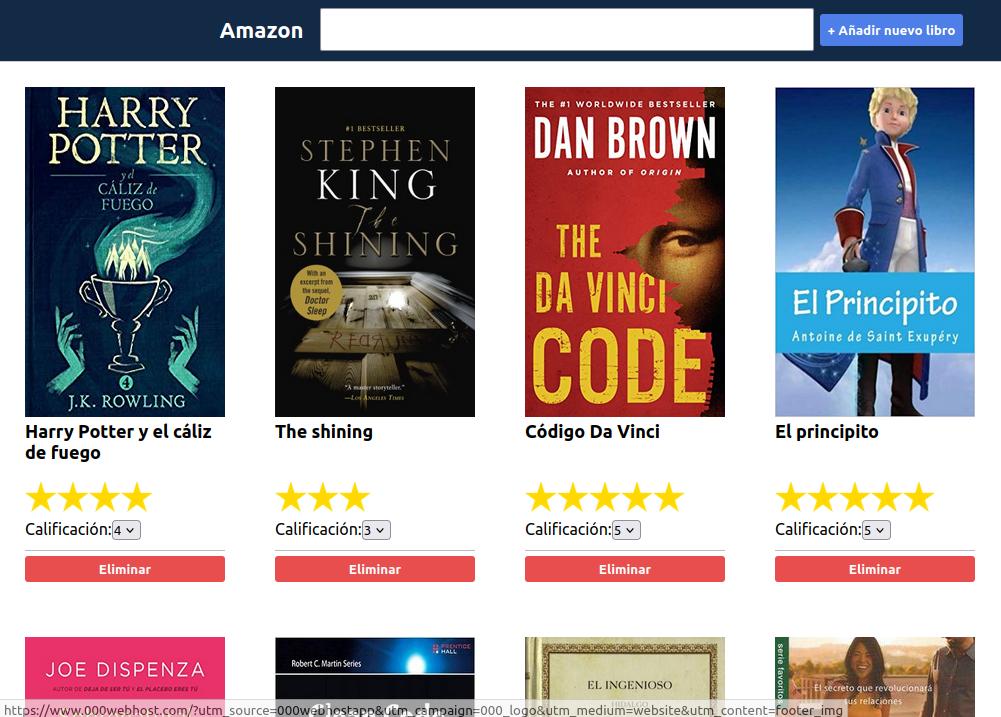 Amazon
+ Añadir nuevo libro
HARRY
POTTER
y el
CÁLIZ de
FUEGO
4
J.K. ROWLING
#1 BESTSELLER
STEPHEN
KING
The
SHINING
With an
excerpt from
the sequel,
Doctor
Sleep
REDRUM
"A master storyteller."
—LOS ANGELES TIMES
THE #1 WORLDWIDE BESTSELLER
DAN BROWN
AUTHOR OF ORIGIN
THE
DA VINCI
CODE
El Principito
Antoine de Saint Exupéry
Harry Potter y el cáliz
de fuego
The shining
Código Da Vinci
El principito
Calificación: 4
Calificación: 3
Calificación: 5
Calificación: 5
Eliminar
Eliminar
Eliminar
Eliminar
JOE DISPENZA
AUTOR DE DEJA DE SER TÚ Y EL PLACEBO ERES TÚ
PRENTICE
HALL
Robert C. Martin Series
EL INGENIOSO
HIDALGO
serie favoritos
El secreto que revolucionará
sus relaciones
https://www.000webhost.com/?utm_source=000webhostapp&utm_campaign=000_logo&utm_medium=website&utm_content=footer_img